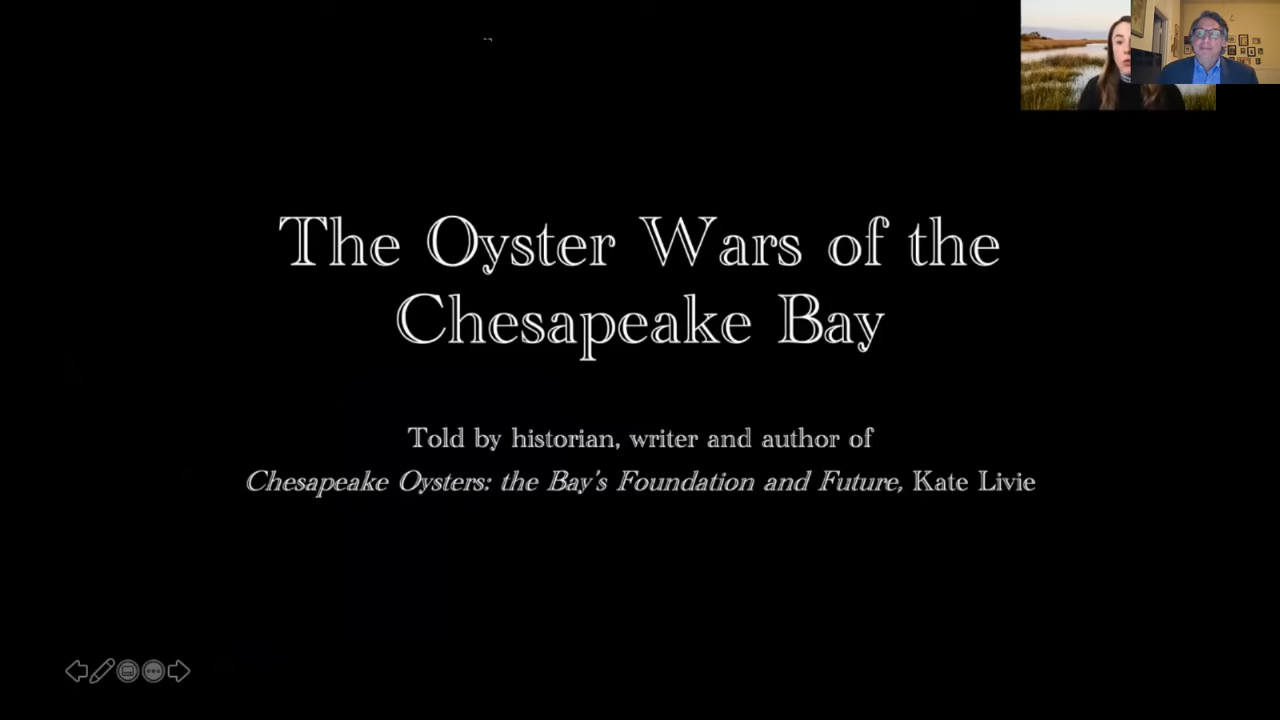 The Oyster Wars of the
Chesapeake Bay
Told by historian, writer and author of
Chesapeake Oysters: the Bay's Foundation and Future, Kate Livie